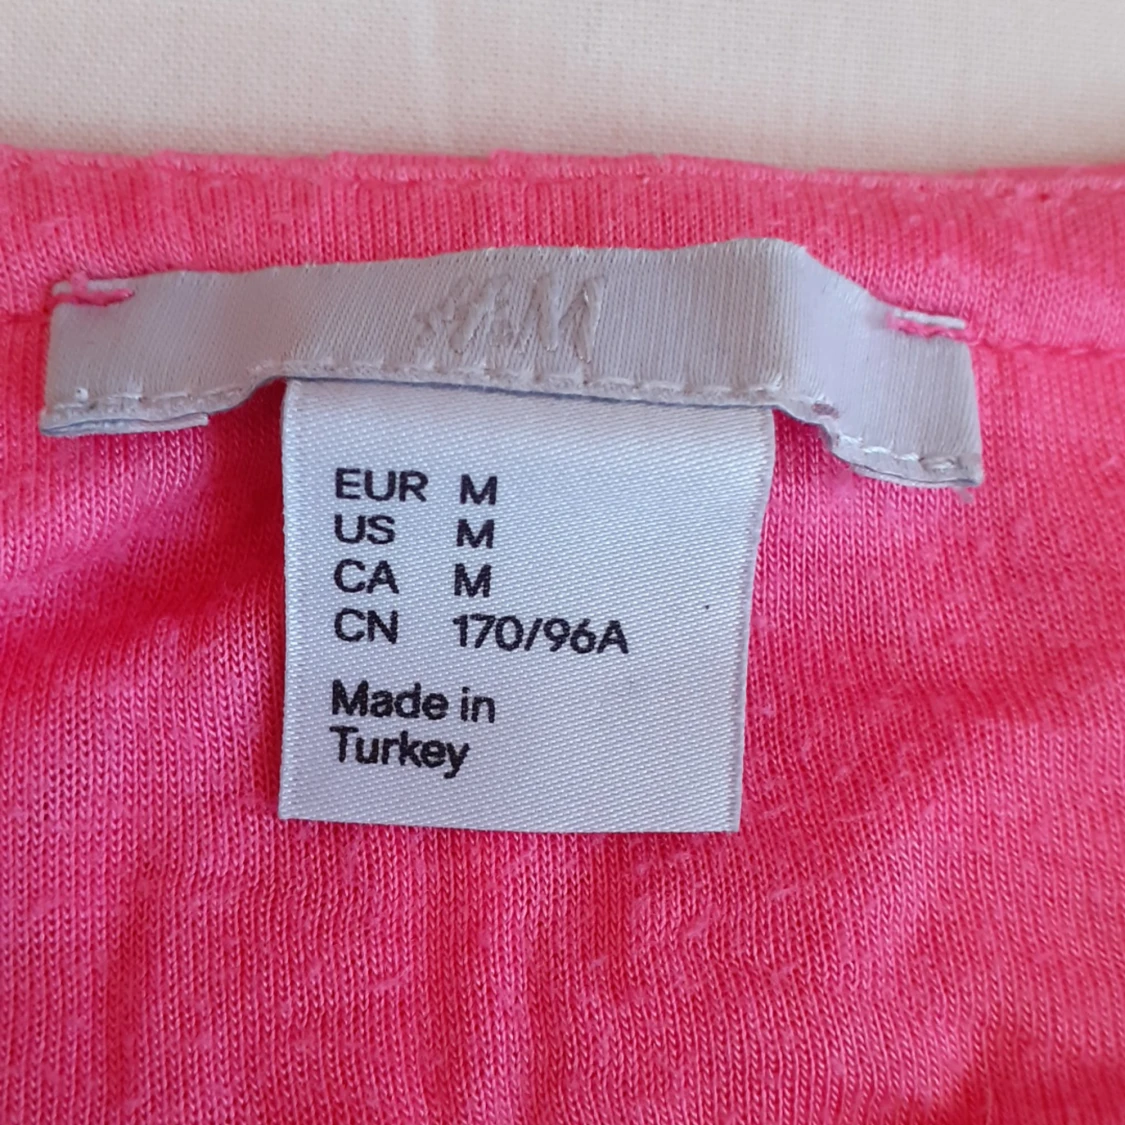 H&M
EUR M
US M
CA M
CN 170/96A
Made in
Turkey